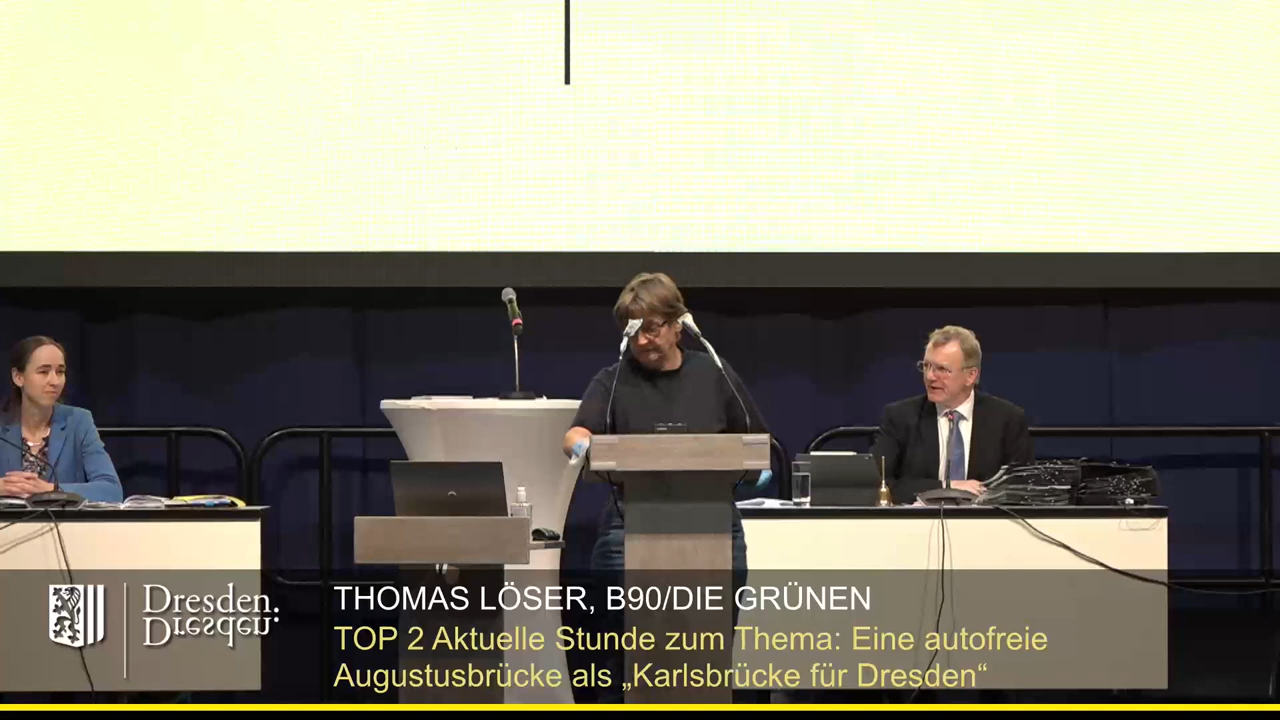 Dresden.
Dresden.
THOMAS LÖSER, B90/DIE GRÜNEN
TOP 2 Aktuelle Stunde zum Thema: Eine autofreie
Augustusbrücke als „Karlsbrücke für Dresden“